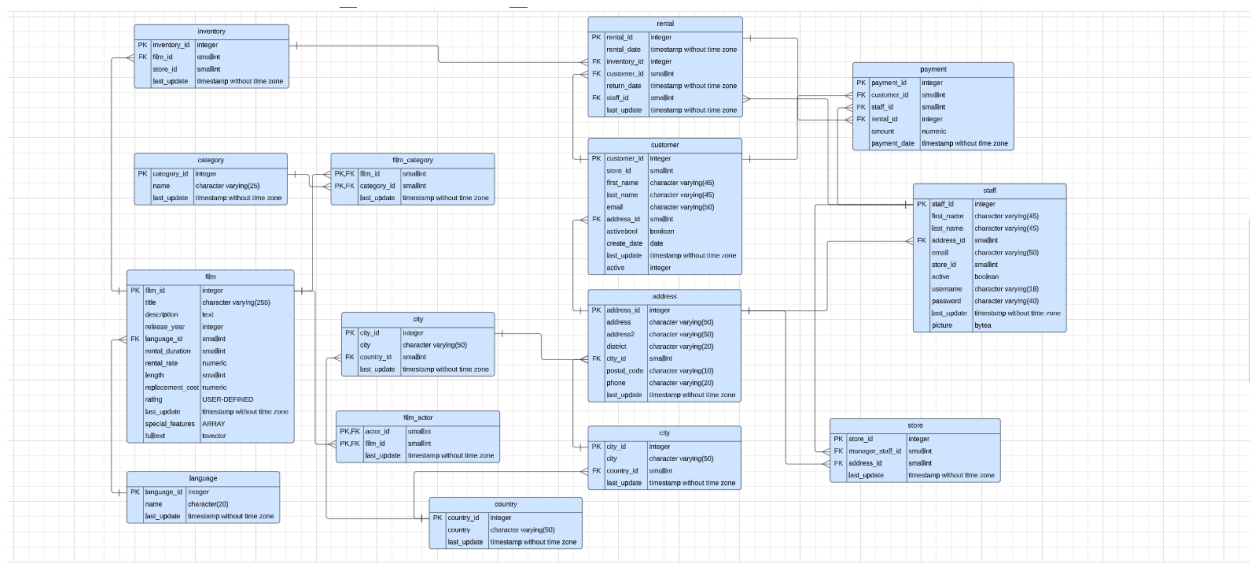 inventory
PK inventory_id integer
FK film_id smallint
store_id smallint
last_update timestamp without time zone
rental
PK rental_id integer
rental_date timestamp without time zone
FK inventory_id integer
FK customer_id smallint
return_date timestamp without time zone
FK staff_id smallint
last_update timestamp without time zone
payment
PK payment_id integer
FK customer_id smallint
FK staff_id smallint
FK rental_id integer
amount numeric
payment_date timestamp without time zone
category
PK category_id integer
name character varying(25)
last_update timestamp without time zone
film_category
PK,FK film_id smallint
PK,FK category_id smallint
last_update timestamp without time zone
customer
PK customer_id integer
store_id smallint
first_name character varying(45)
last_name character varying(45)
email character varying(50)
FK address_id smallint
activebool boolean
create_date date
last_update timestamp without time zone
active integer
staff
PK staff_id integer
first_name character varying(45)
last_name character varying(45)
FK address_id smallint
email character varying(50)
store_id smallint
active boolean
username character varying(16)
password character varying(40)
last_update timestamp without time zone
picture bytea
film
PK film_id integer
title character varying(255)
description text
release_year integer
FK language_id smallint
rental_duration smallint
rental_rate numeric
length smallint
replacement_cost numeric
rating USER-DEFINED
last_update timestamp without time zone
special_features ARRAY
fulltext tsvector
city
PK city_id integer
city character varying(50)
FK country_id smallint
last_update timestamp without time zone
address
PK address_id integer
address character varying(50)
address2 character varying(50)
district character varying(20)
FK city_id smallint
postal_code character varying(10)
phone character varying(20)
last_update timestamp without time zone
film_actor
PK,FK actor_id smallint
PK,FK film_id smallint
last_update timestamp without time zone
city
PK city_id integer
city character varying(50)
FK country_id smallint
last_update timestamp without time zone
store
PK store_id integer
FK manager_staff_id smallint
FK address_id smallint
last_update timestamp without time zone
language
PK language_id integer
name character(20)
last_update timestamp without time zone
country
PK country_id integer
country character varying(50)
last_update timestamp without time zone